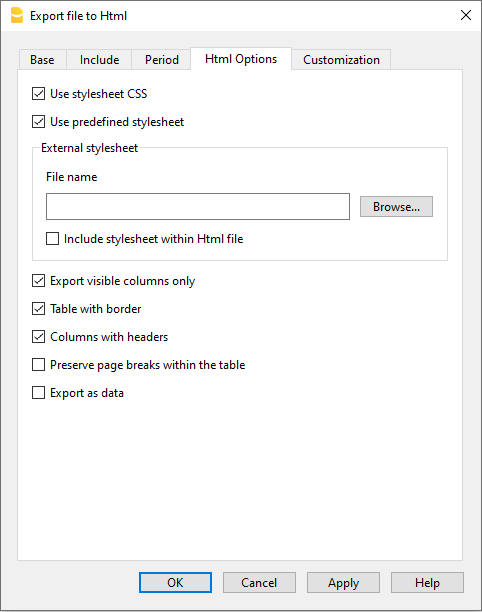 Export file to Html
Base Include Period Html Options Customization
Use stylesheet CSS
Use predefined stylesheet
External stylesheet
File name
Browse...
Include stylesheet within Html file
Export visible columns only
Table with border
Columns with headers
Preserve page breaks within the table
Export as data
OK Cancel Apply Help